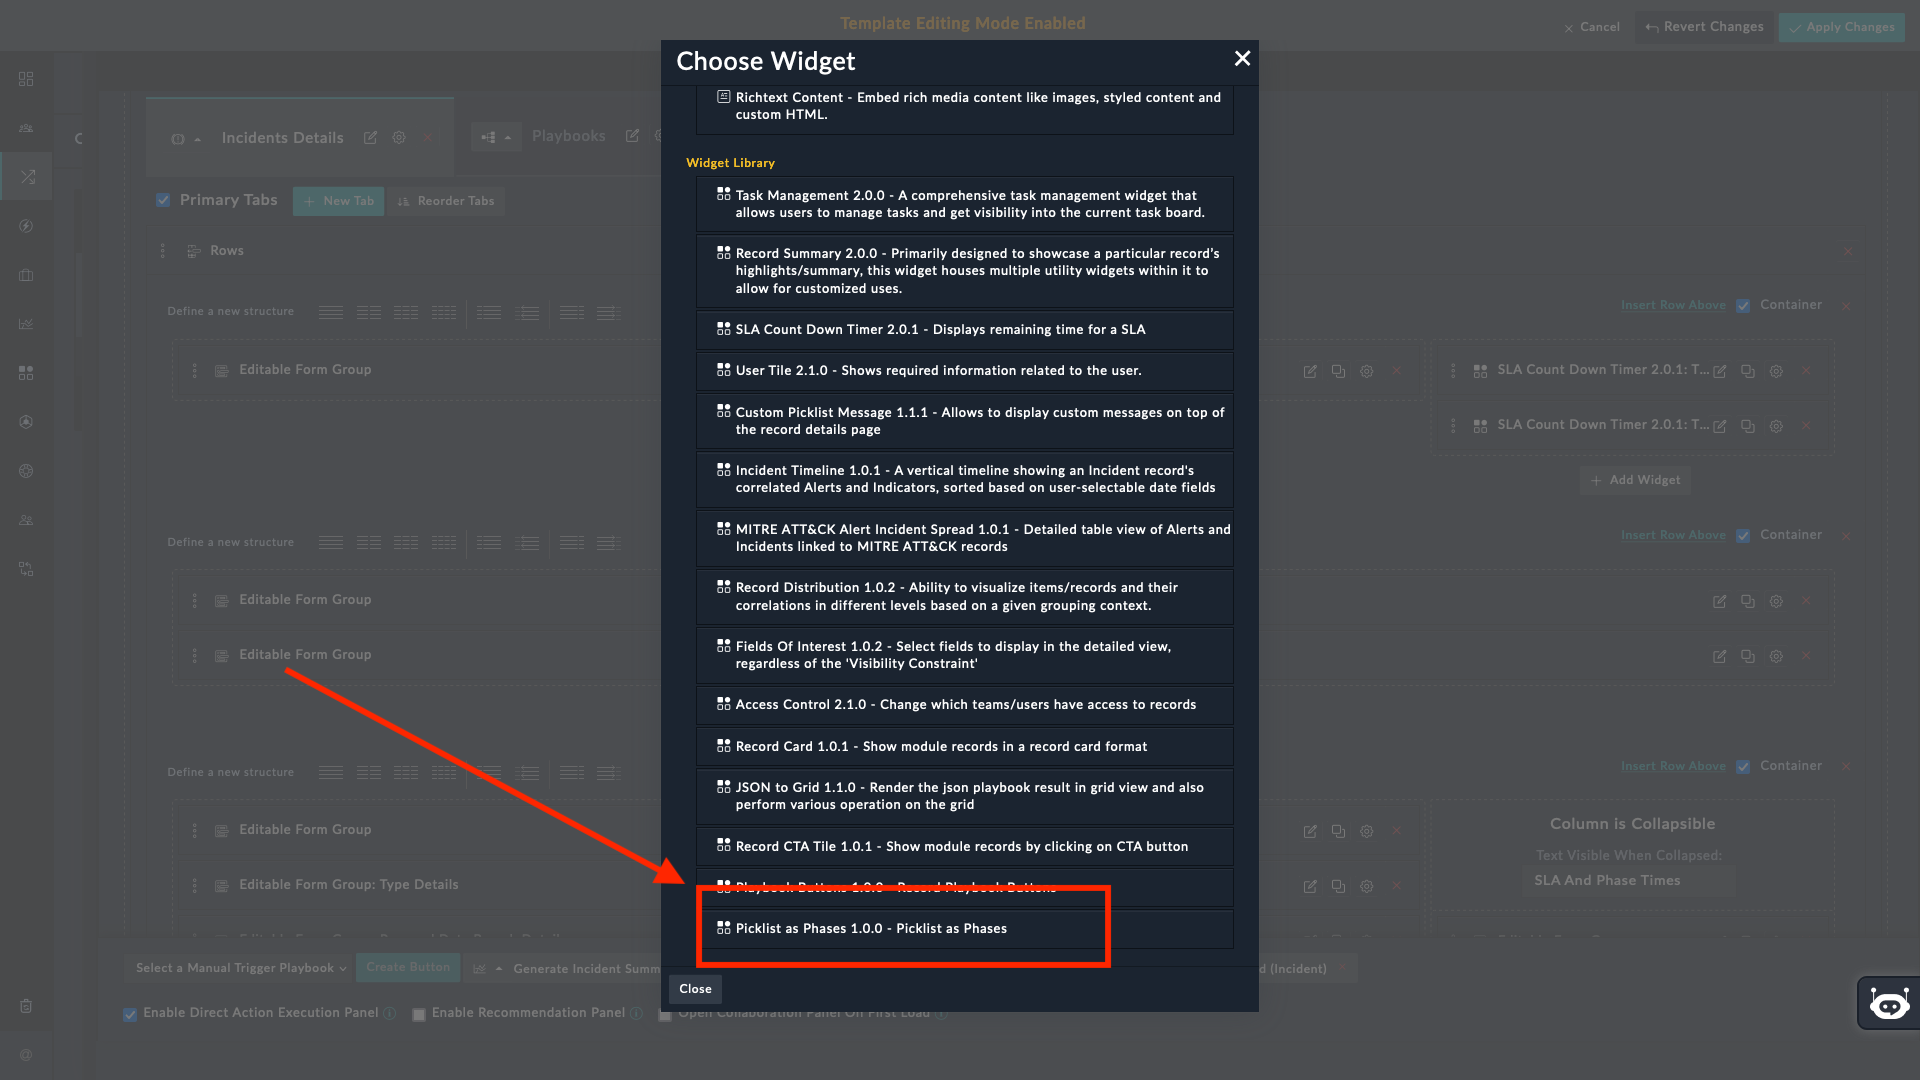 Template Editing Mode Enabled
Cancel
Revert Changes
Apply Changes
Incidents Details
Playbooks
Primary Tabs
New Tab
Reorder Tabs
Rows
Define a new structure
Insert Row Above
Container
Editable Form Group
SLA Count Down Timer 2.0.1: T...
SLA Count Down Timer 2.0.1: T...
Add Widget
Define a new structure
Insert Row Above
Container
Editable Form Group
Editable Form Group
Define a new structure
Insert Row Above
Container
Editable Form Group
Column is Collapsible
Text Visible When Collapsed:
Editable Form Group: Type Details
SLA And Phase Times
Select a Manual Trigger Playbook
Create Button
Generate Incident Summ
d (Incident)
Enable Direct Action Execution Panel
Enable Recommendation Panel
Open Collaboration Panel On First Load
Choose Widget
Richtext Content - Embed rich media content like images, styled content and
custom HTML.
Widget Library
Task Management 2.0.0 - A comprehensive task management widget that
allows users to manage tasks and get visibility into the current task board.
Record Summary 2.0.0 - Primarily designed to showcase a particular record's
highlights/summary, this widget houses multiple utility widgets within it to
allow for customized uses.
SLA Count Down Timer 2.0.1 - Displays remaining time for a SLA
User Tile 2.1.0 - Shows required information related to the user.
Custom Picklist Message 1.1.1 - Allows to display custom messages on top of
the record details page
Incident Timeline 1.0.1 - A vertical timeline showing an Incident record's
correlated Alerts and Indicators, sorted based on user-selectable date fields
MITRE ATT&CK Alert Incident Spread 1.0.1 - Detailed table view of Alerts and
Incidents linked to MITRE ATT&CK records
Record Distribution 1.0.2 - Ability to visualize items/records and their
correlations in different levels based on a given grouping context.
Fields Of Interest 1.0.2 - Select fields to display in the detailed view,
regardless of the 'Visibility Constraint'
Access Control 2.1.0 - Change which teams/users have access to records
Record Card 1.0.1 - Show module records in a record card format
JSON to Grid 1.1.0 - Render the json playbook result in grid view and also
perform various operation on the grid
Record CTA Tile 1.0.1 - Show module records by clicking on CTA button
Playbook Buttons - Record Playbook Buttons
Picklist as Phases 1.0.0 - Picklist as Phases
Close